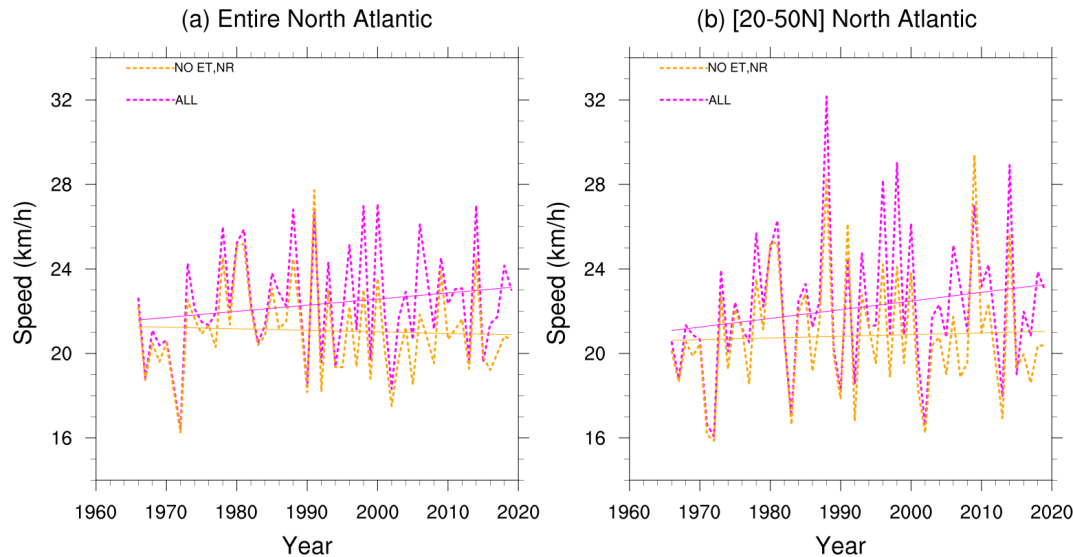 (a) Entire North Atlantic
NO ET,NR
ALL
32
28
24
20
16
Speed (km/h)
1960 1970 1980 1990 2000 2010 2020
Year
(b) [20-50N] North Atlantic
NO ET,NR
ALL
32
28
24
20
16
Speed (km/h)
1960 1970 1980 1990 2000 2010 2020
Year